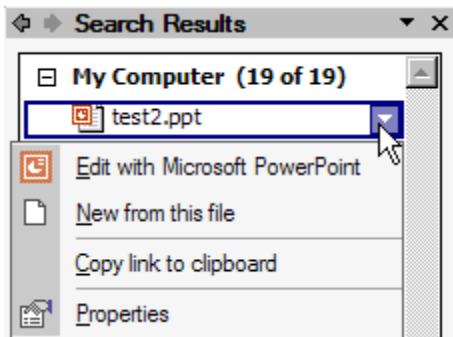 Search Results
My Computer (19 of 19)
test2.ppt
Edit with Microsoft PowerPoint
New from this file
Copy link to clipboard
Properties